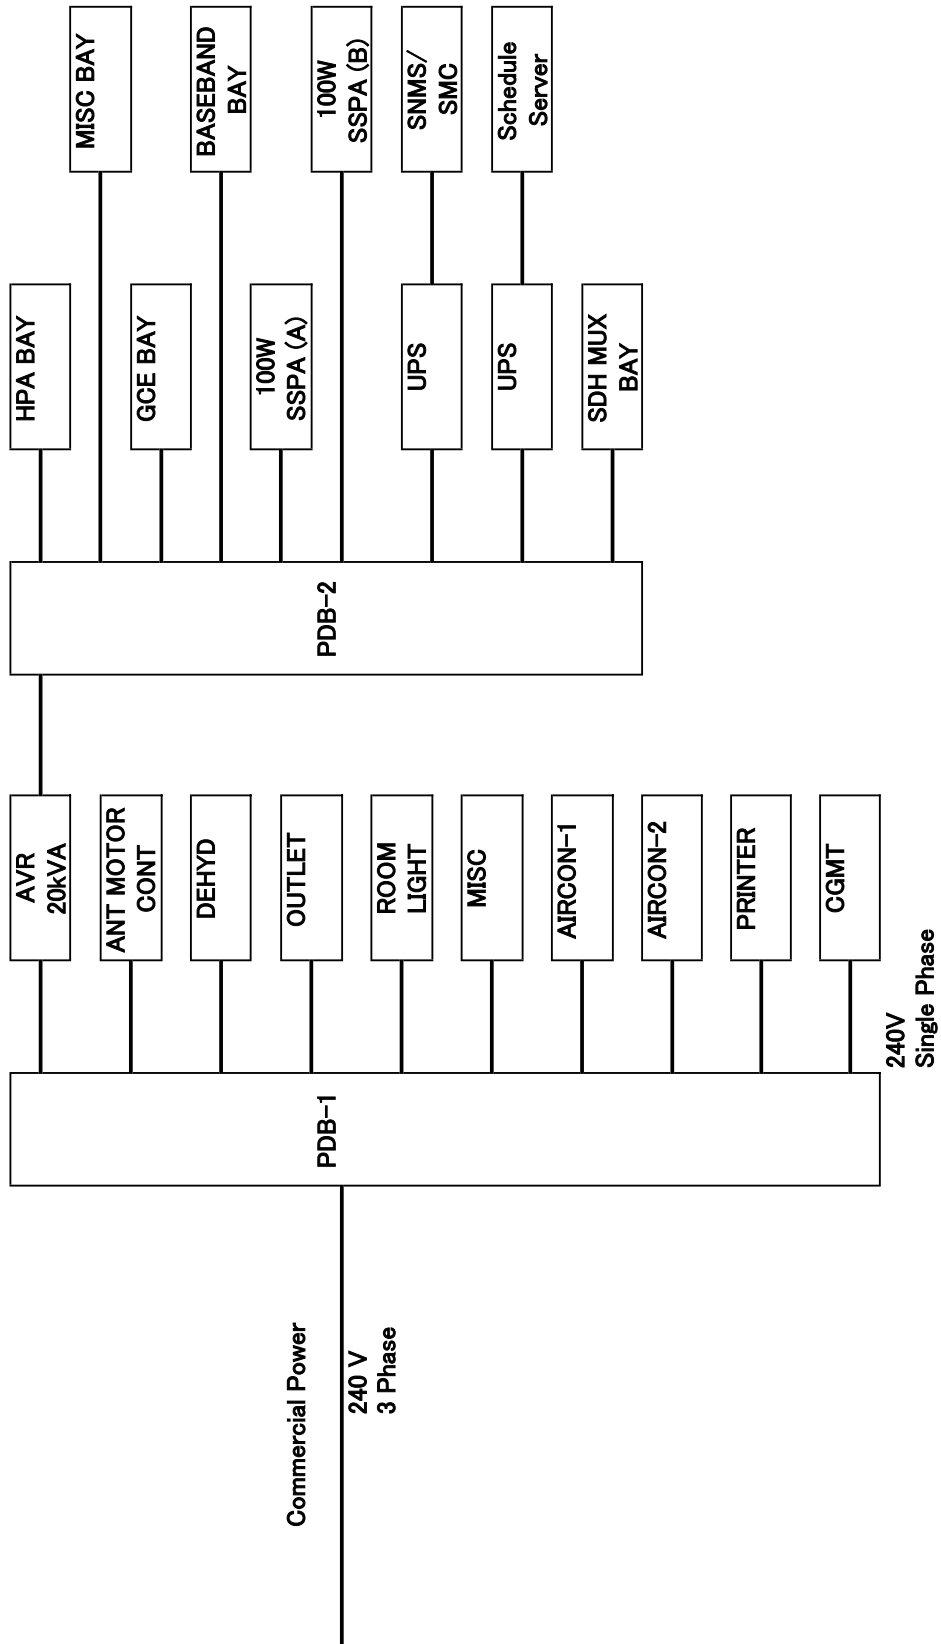 Commercial Power
240 V
3 Phase
PDB-1
240V
Single Phase
AVR
20kVA
ANT MOTOR
CONT
DEHYD
OUTLET
ROOM
LIGHT
MISC
AIRCON-1
AIRCON-2
PRINTER
CGMT
PDB-2
HPA BAY
MISC BAY
GCE BAY
BASEBAND
BAY
100W
SSPA (A)
100W
SSPA (B)
UPS
SNMS/
SMC
UPS
Schedule
Server
SDH MUX
BAY